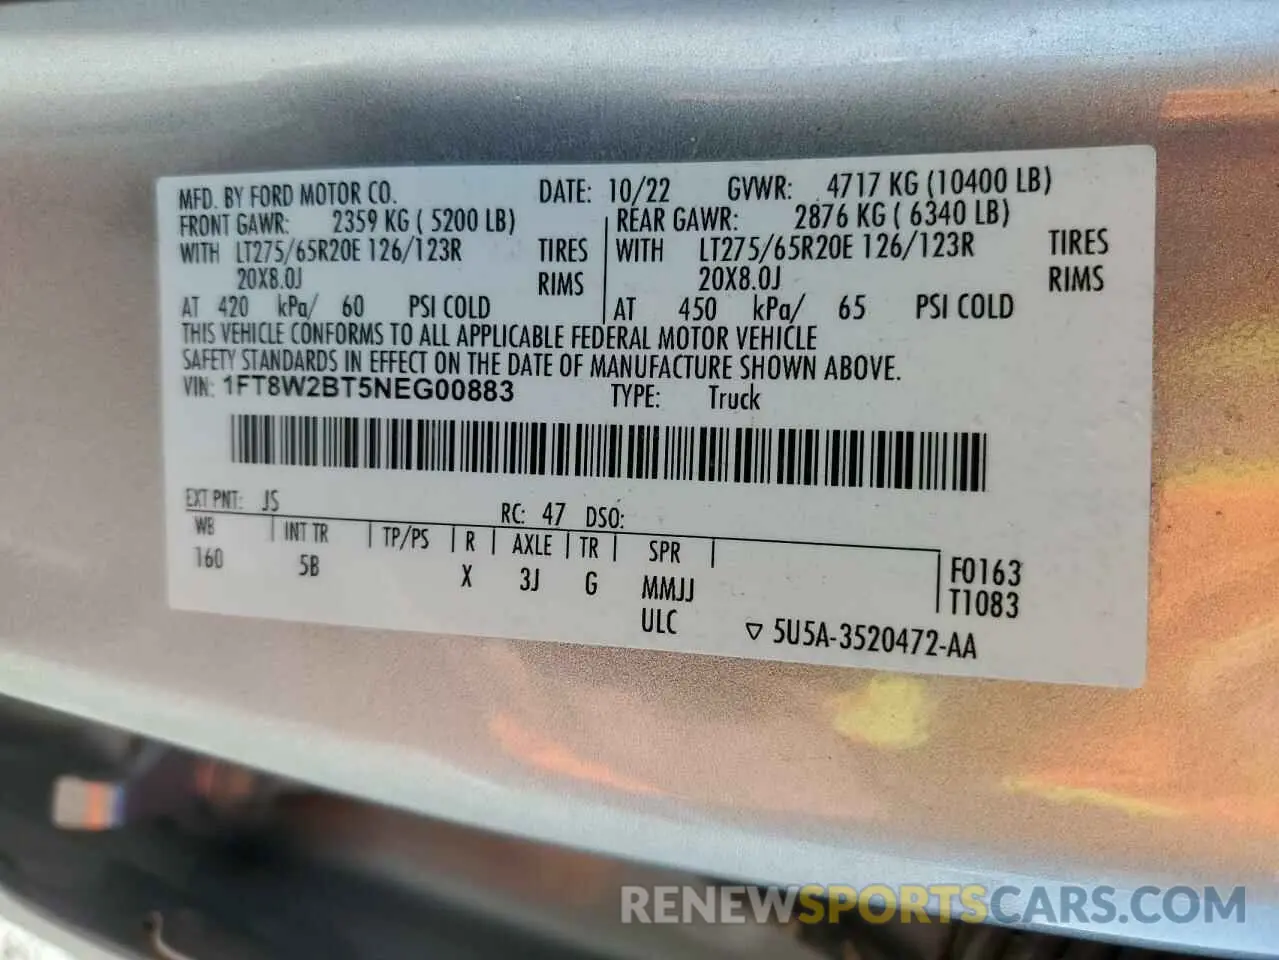 MFD. BY FORD MOTOR CO. DATE: 10/22 GVWR: 4717 KG (10400 LB)
FRONT GAWR: 2359 KG ( 5200 LB) REAR GAWR: 2876 KG ( 6340 LB)
WITH LT275/65R20E 126/123R TIRES WITH LT275/65R20E 126/123R TIRES
20X8.0J RIMS 20X8.0J RIMS
AT 420 kPa/ 60 PSI COLD AT 450 kPa/ 65 PSI COLD
THIS VEHICLE CONFORMS TO ALL APPLICABLE FEDERAL MOTOR VEHICLE
SAFETY STANDARDS IN EFFECT ON THE DATE OF MANUFACTURE SHOWN ABOVE.
VIN: 1FT8W2BT5NEG00883 TYPE: Truck
EXT PNT: JS RC: 47 DSO:
WB INT TR TP/PS R AXLE TR SPR
160 5B X 3J G MMJJ F0163
ULC T1083
▽ 5U5A-3520472-AA
RENEWSPORTSCARS.COM